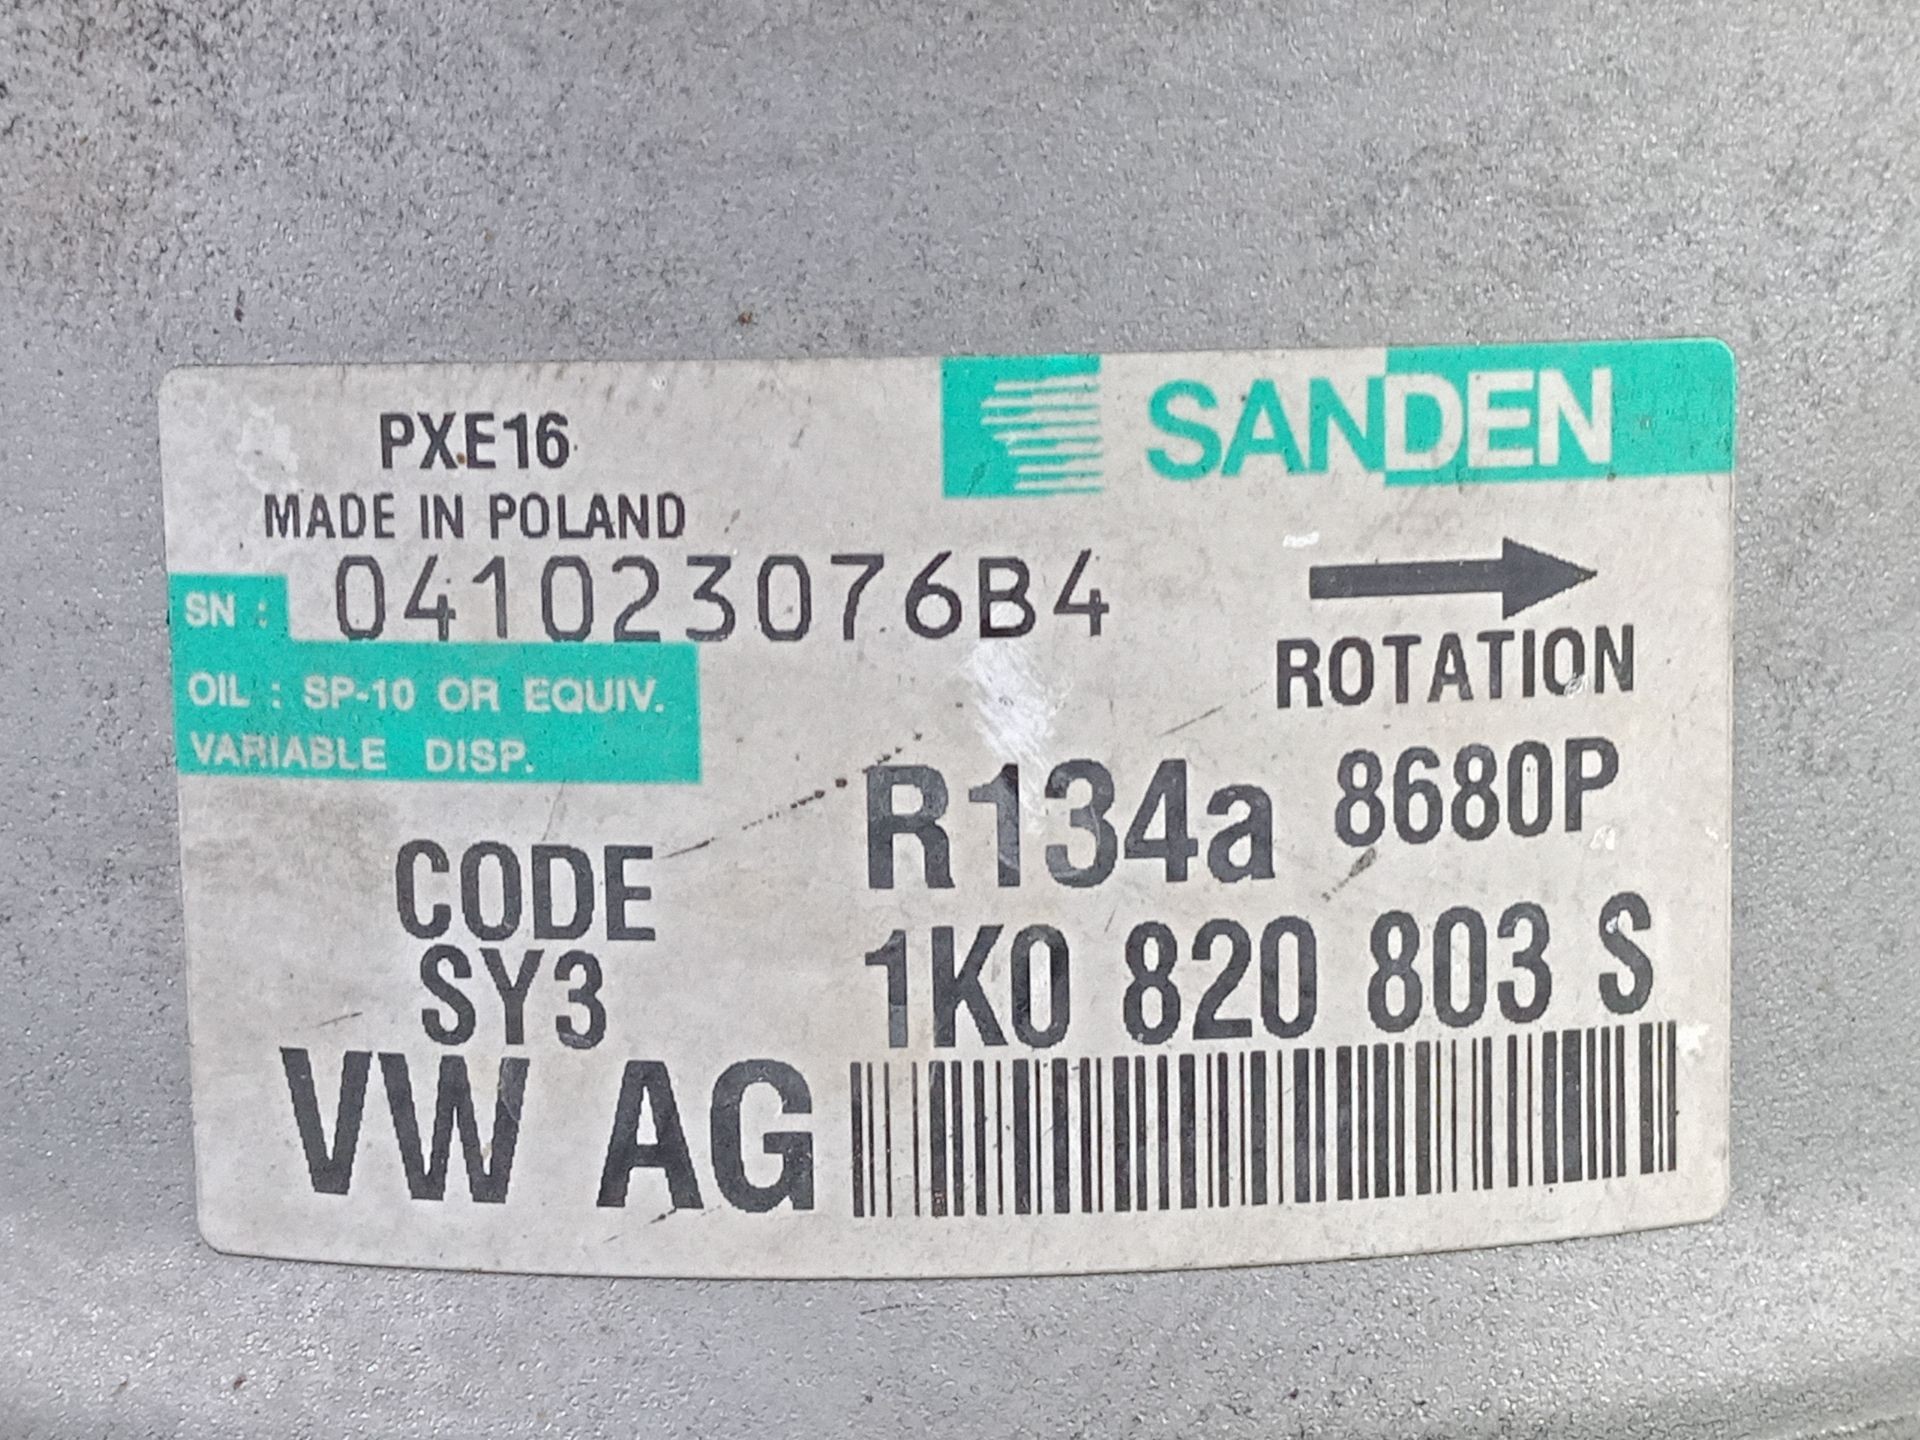 SANDEN
PXE16
MADE IN POLAND
SN : 041023076B4
ROTATION
OIL : SP-10 OR EQUIV.
VARIABLE DISP.
R134a 8680P
CODE
SY3
1K0 820 803 S
VW AG